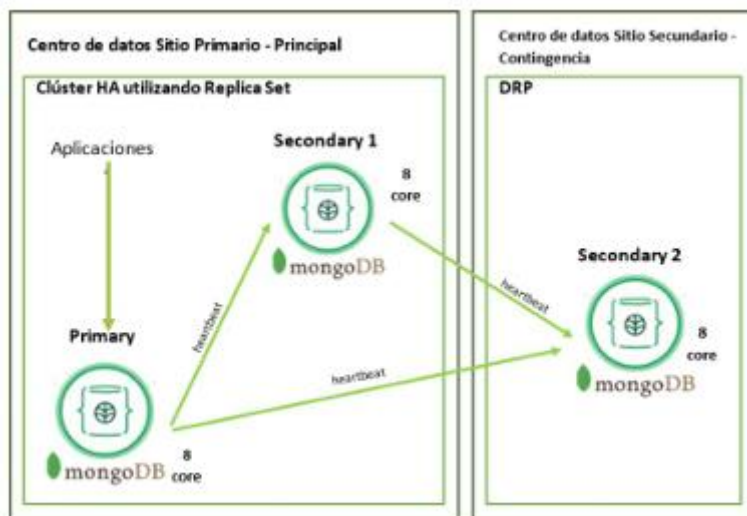 Centro de datos Sitio Primario - Principal
Clúster HA utilizando Replica Set
Aplicaciones
Secondary 1
8
core
mongoDB
heartbeat
Primary
8
core
mongoDB
heartbeat
heartbeat
Centro de datos Sitio Secundario -
Contingencia
DRP
Secondary 2
8
core
mongoDB